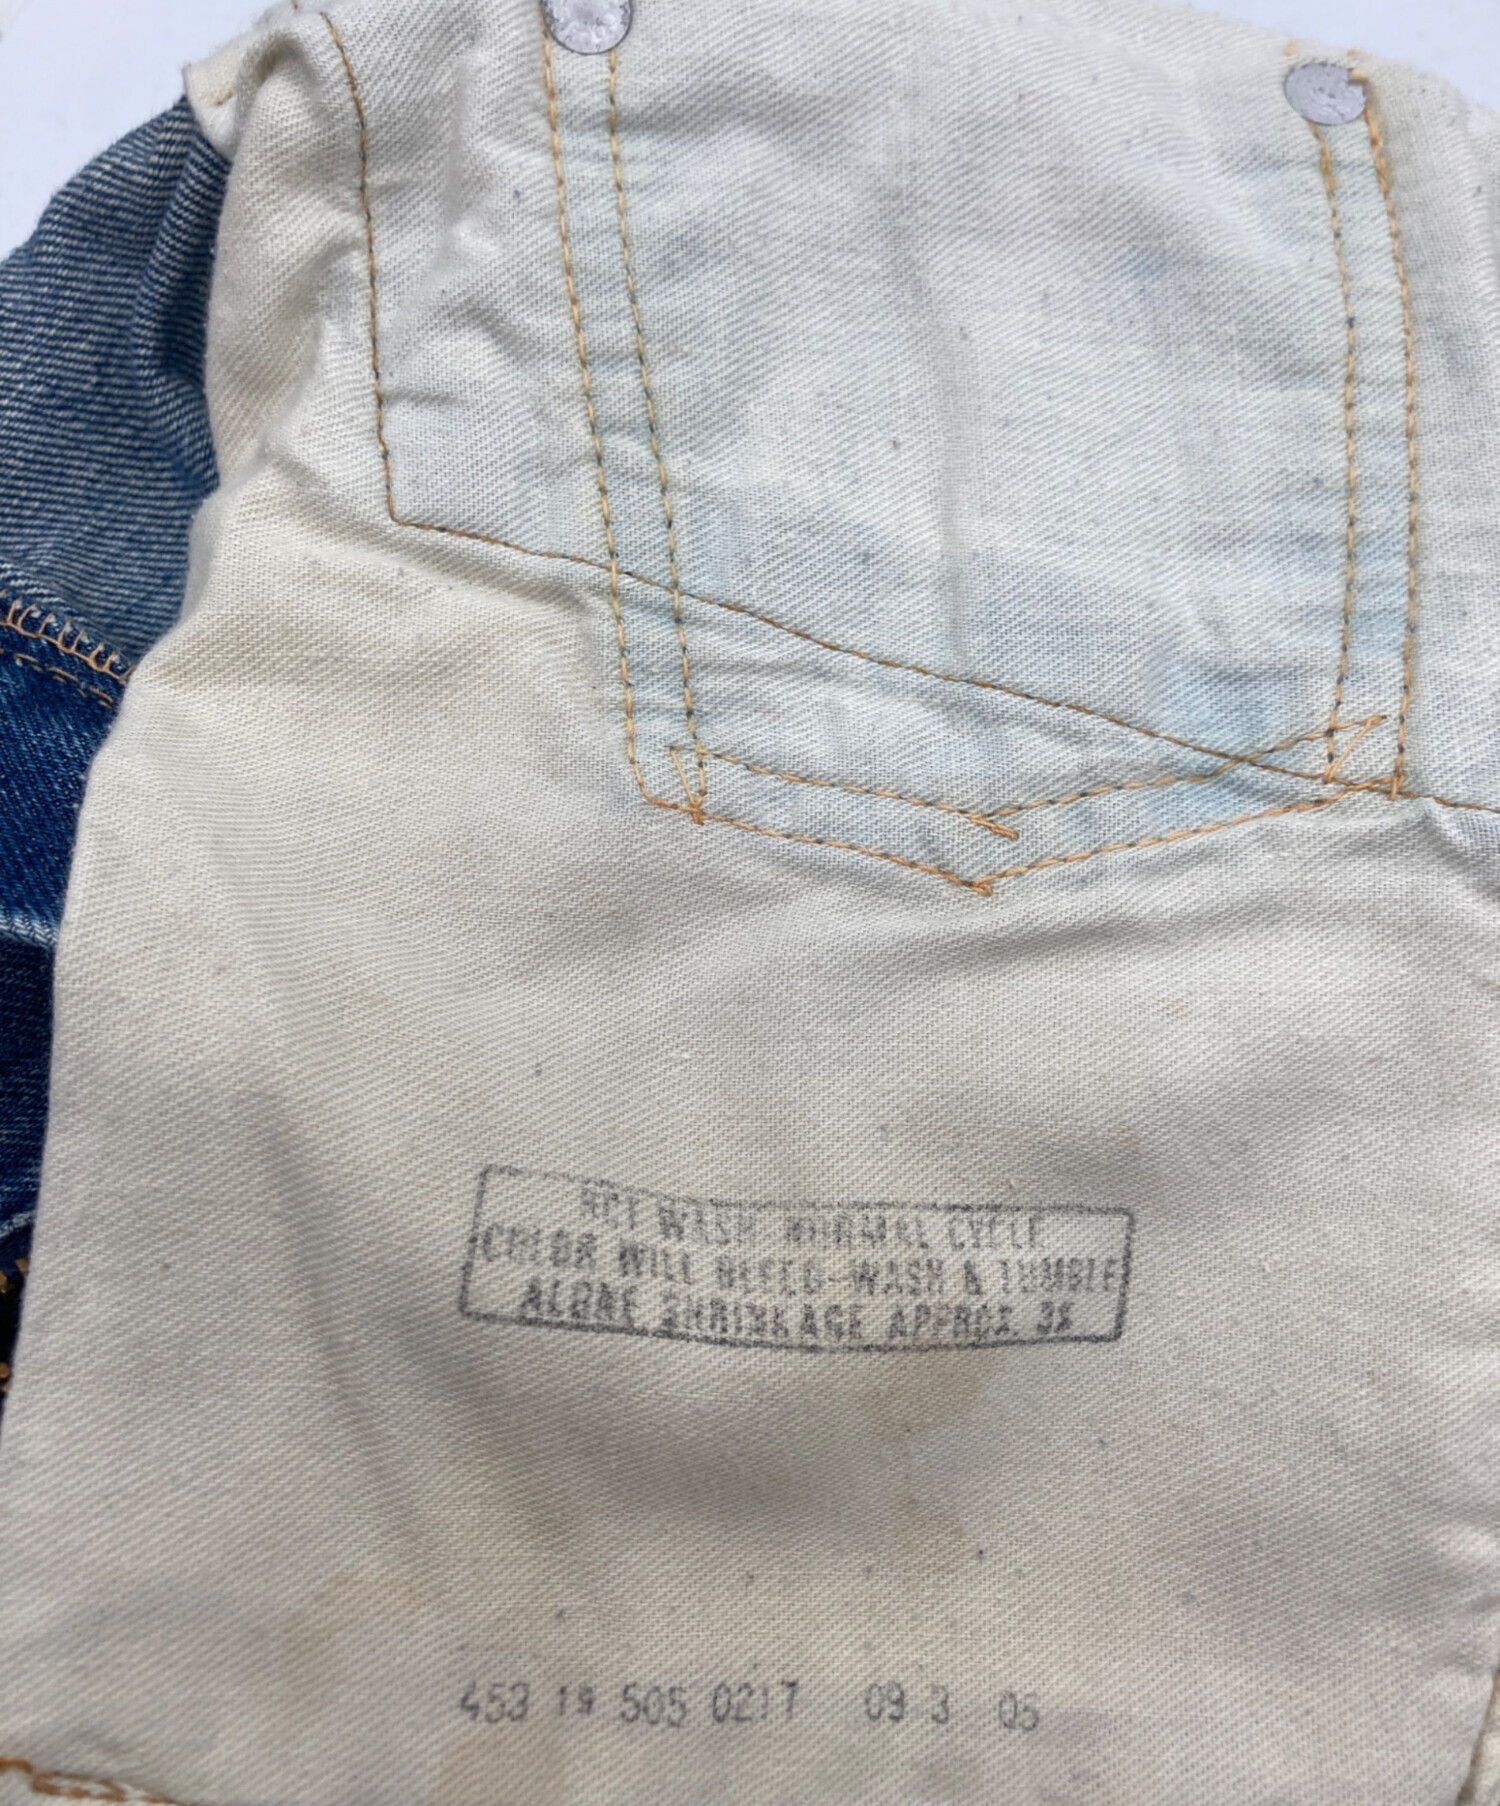 HOT WASH NORMAL CYCLE
COLOR WILL BLEED-WASH & TUMBLE
ALONE SHRINKAGE APPROX. 3%
453 19 505 0217 09 3 05